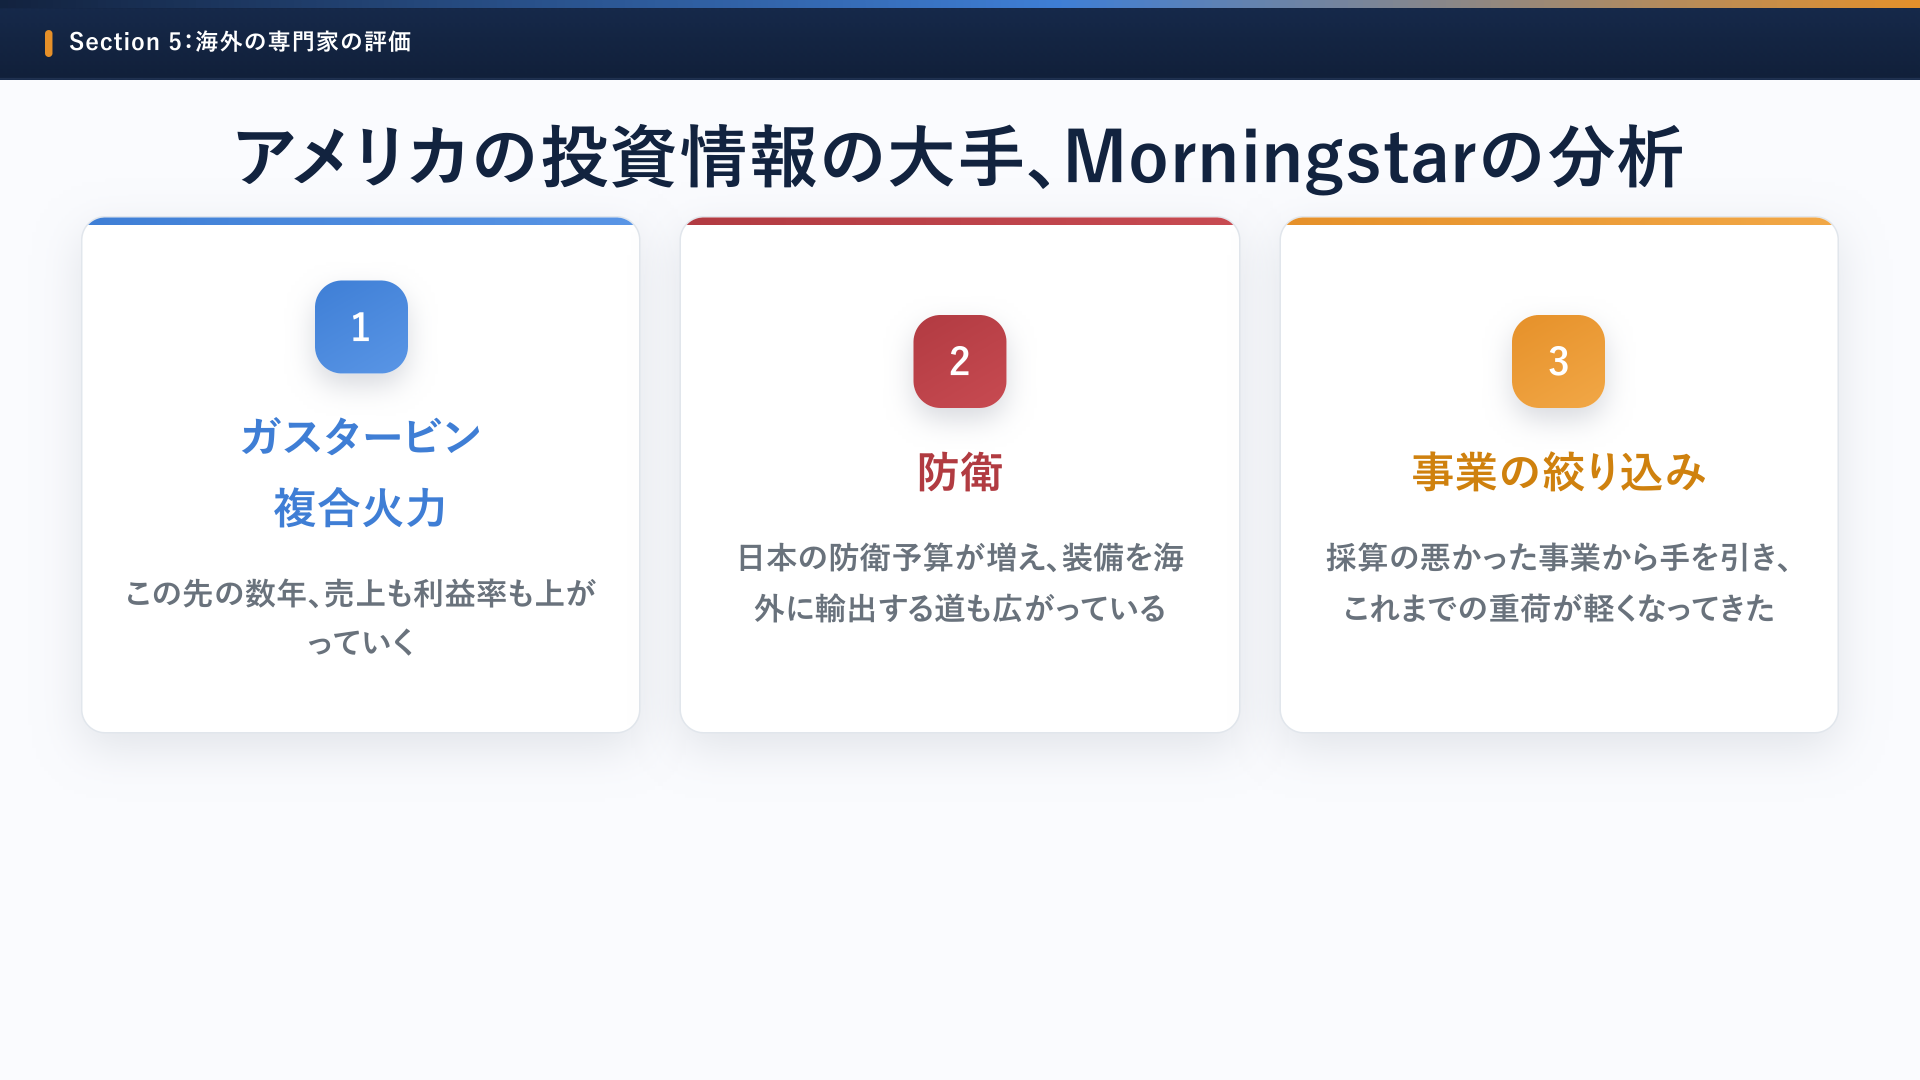 Section 5：海外の専門家の評価
アメリカの投資情報の大手、Morningstarの分析
1
ガスタービン
複合火力
この先の数年、売上も利益率も上が
っていく
2
防衛
日本の防衛予算が増え、装備を海
外に輸出する道も広がっている
3
事業の絞り込み
採算の悪かった事業から手を引き、
これまでの重荷が軽くなってきた